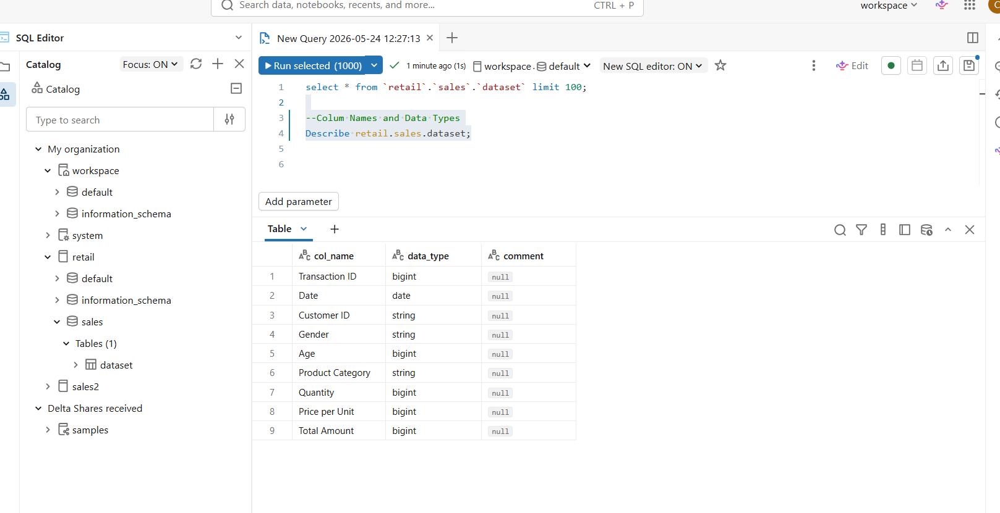 Search data, notebooks, recents, and more...
CTRL + P
workspace
SQL Editor
New Query 2026-05-24 12:27:13
Catalog
Focus: ON
Run selected (1000)
1 minute ago (1s)
workspace. default
New SQL editor: ON
Edit
Catalog
Type to search
My organization
workspace
default
information_schema
system
retail
default
information_schema
sales
Tables (1)
dataset
sales2
Delta Shares received
samples
1 select * from `retail`.`sales`.`dataset` limit 100;
2
3 --Colum Names and Data Types
4 Describe retail.sales.dataset;
5
6
Add parameter
Table
col_name data_type comment
1 Transaction ID bigint null
2 Date date null
3 Customer ID string null
4 Gender string null
5 Age bigint null
6 Product Category string null
7 Quantity bigint null
8 Price per Unit bigint null
9 Total Amount bigint null